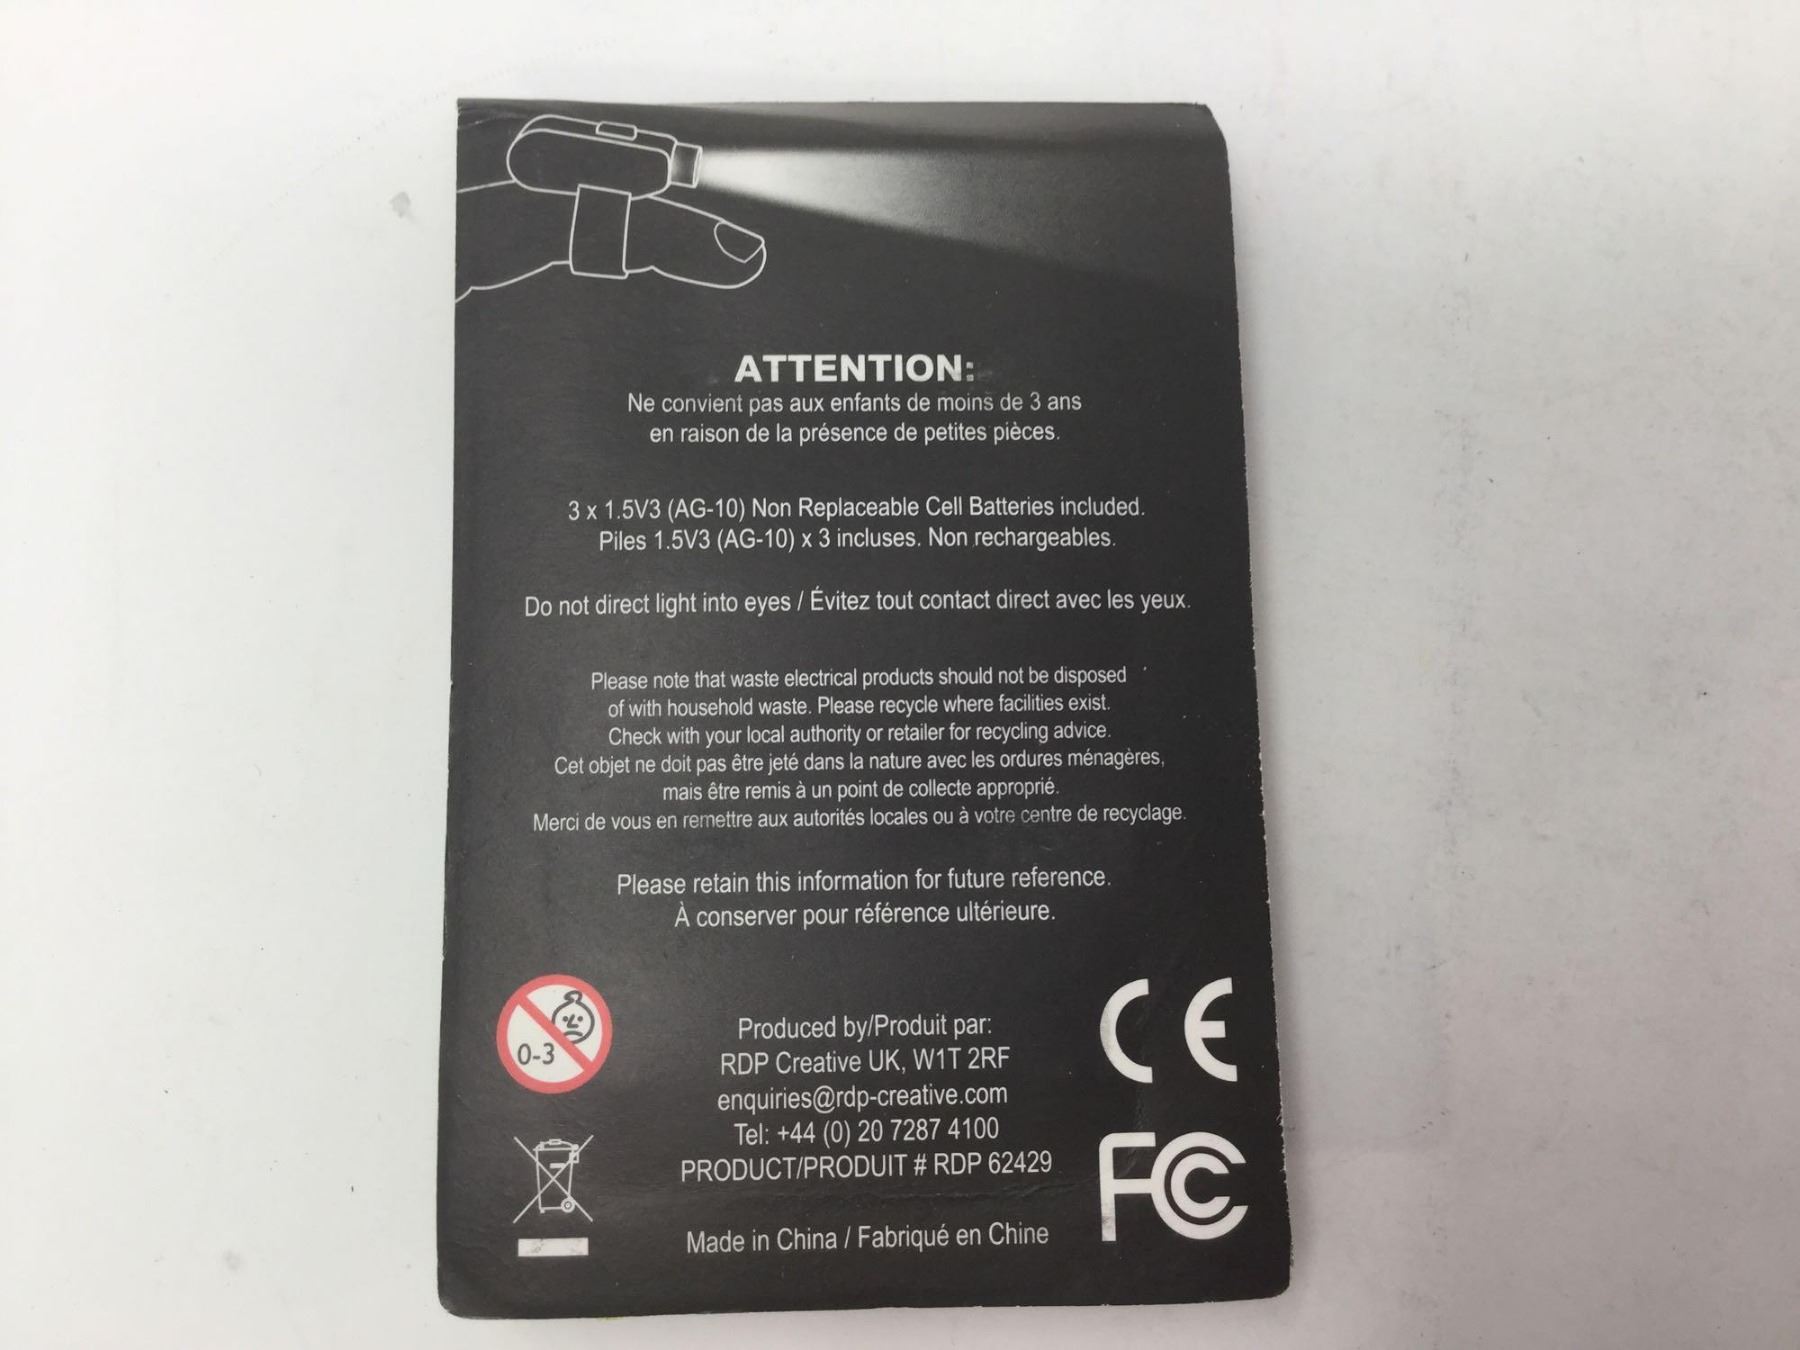 ATTENTION:
Ne convient pas aux enfants de moins de 3 ans
en raison de la présence de petites pièces.
3 x 1.5V3 (AG-10) Non Replaceable Cell Batteries included.
Piles 1.5V3 (AG-10) x 3 incluses. Non rechargeables.
Do not direct light into eyes / Évitez tout contact direct avec les yeux.
Please note that waste electrical products should not be disposed
of with household waste. Please recycle where facilities exist.
Check with your local authority or retailer for recycling advice.
Cet objet ne doit pas être jeté dans la nature avec les ordures ménagères,
mais être remis à un point de collecte approprié.
Merci de vous en remettre aux autorités locales ou à votre centre de recyclage.
Please retain this information for future reference.
À conserver pour référence ultérieure.
0-3
Produced by/Produit par:
RDP Creative UK, W1T 2RF
enquiries@rdp-creative.com
Tel: +44 (0) 20 7287 4100
PRODUCT/PRODUIT # RDP 62429
Made in China / Fabriqué en Chine
CE
FC